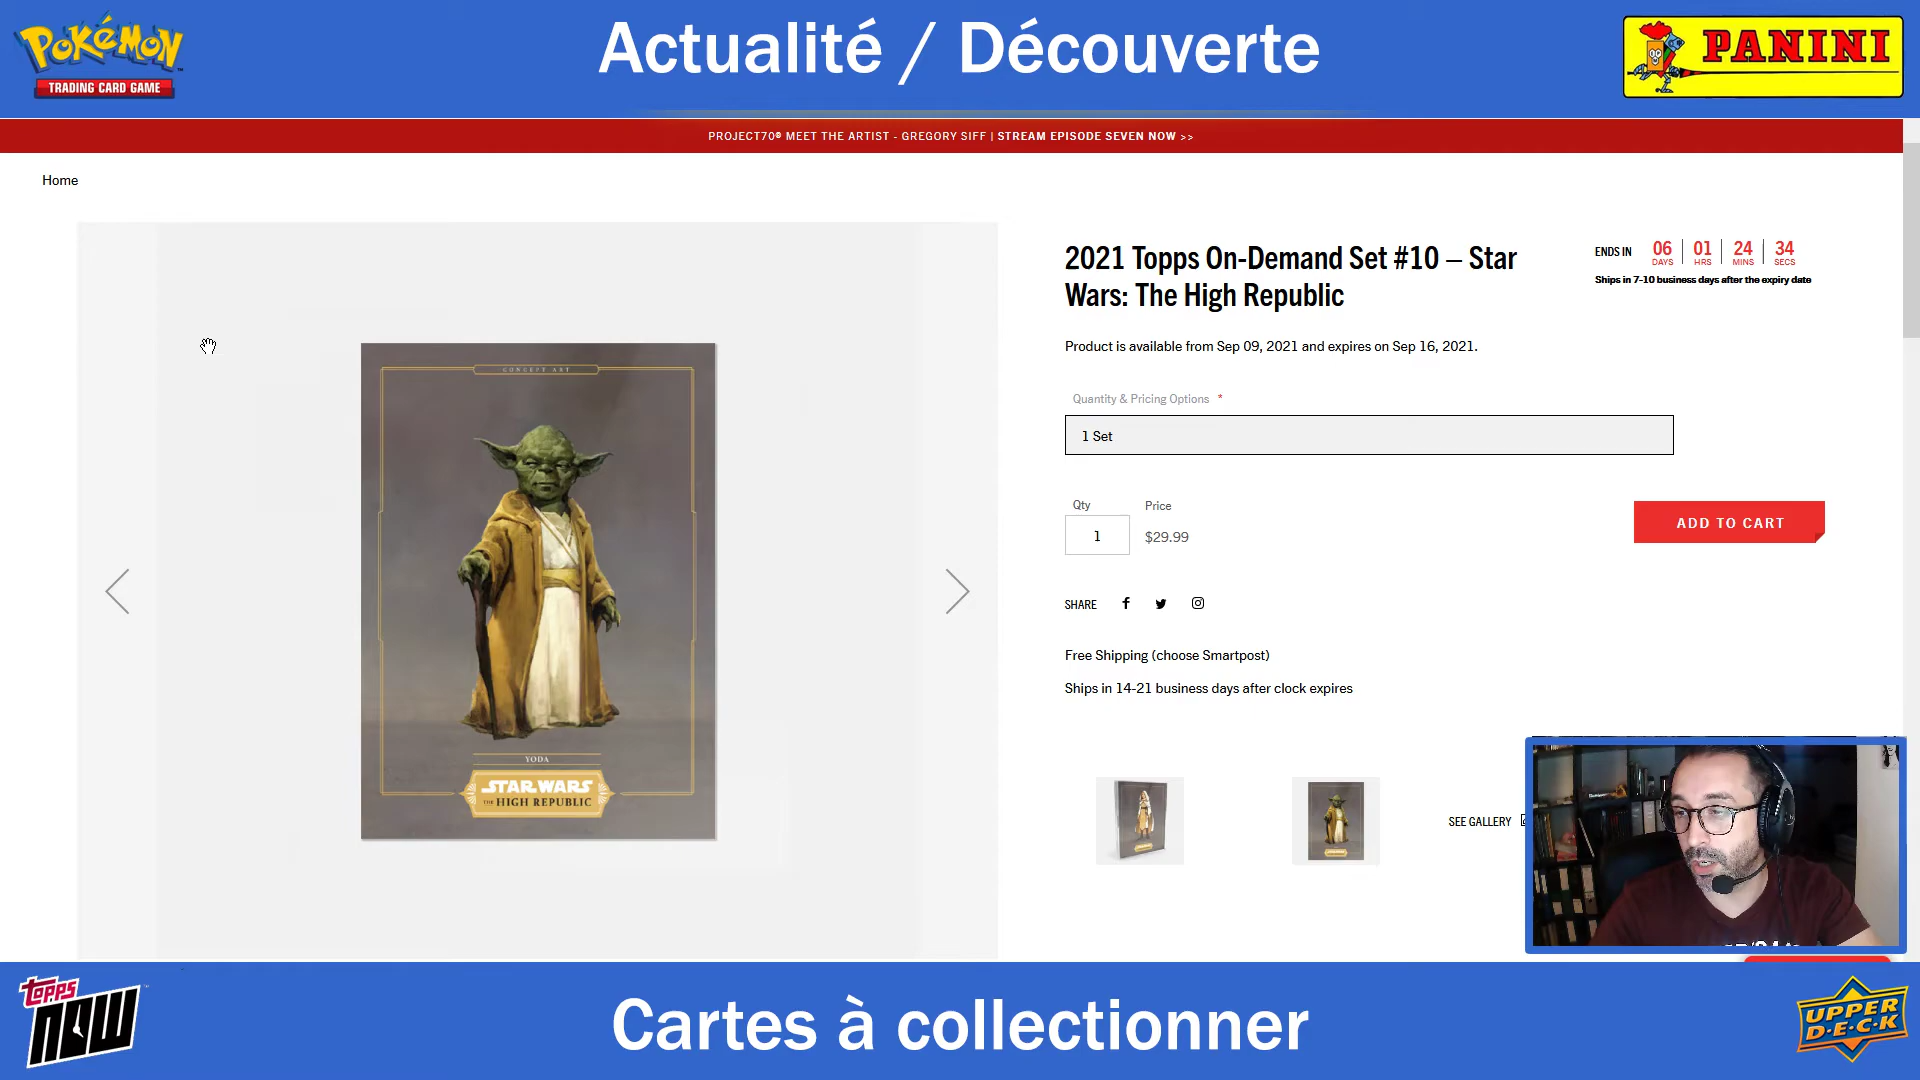 POKéMON
TRADING CARD GAME
Actualité / Découverte
PANINI
PROJECT70® MEET THE ARTIST - GREGORY SIFF | STREAM EPISODE SEVEN NOW >>
Home
CONCEPT ART
YODA
STAR WARS
THE HIGH REPUBLIC
2021 Topps On-Demand Set #10 – Star
Wars: The High Republic
ENDS IN
06 01 24 34
DAYS HRS MINS SECS
Ships in 7-10 business days after the expiry date
Product is available from Sep 09, 2021 and expires on Sep 16, 2021.
Quantity & Pricing Options *
1 Set
Qty Price
1 $29.99
ADD TO CART
SHARE
Free Shipping (choose Smartpost)
Ships in 14-21 business days after clock expires
SEE GALLERY
topps
NOW
Cartes à collectionner
UPPER
D·E·C·K